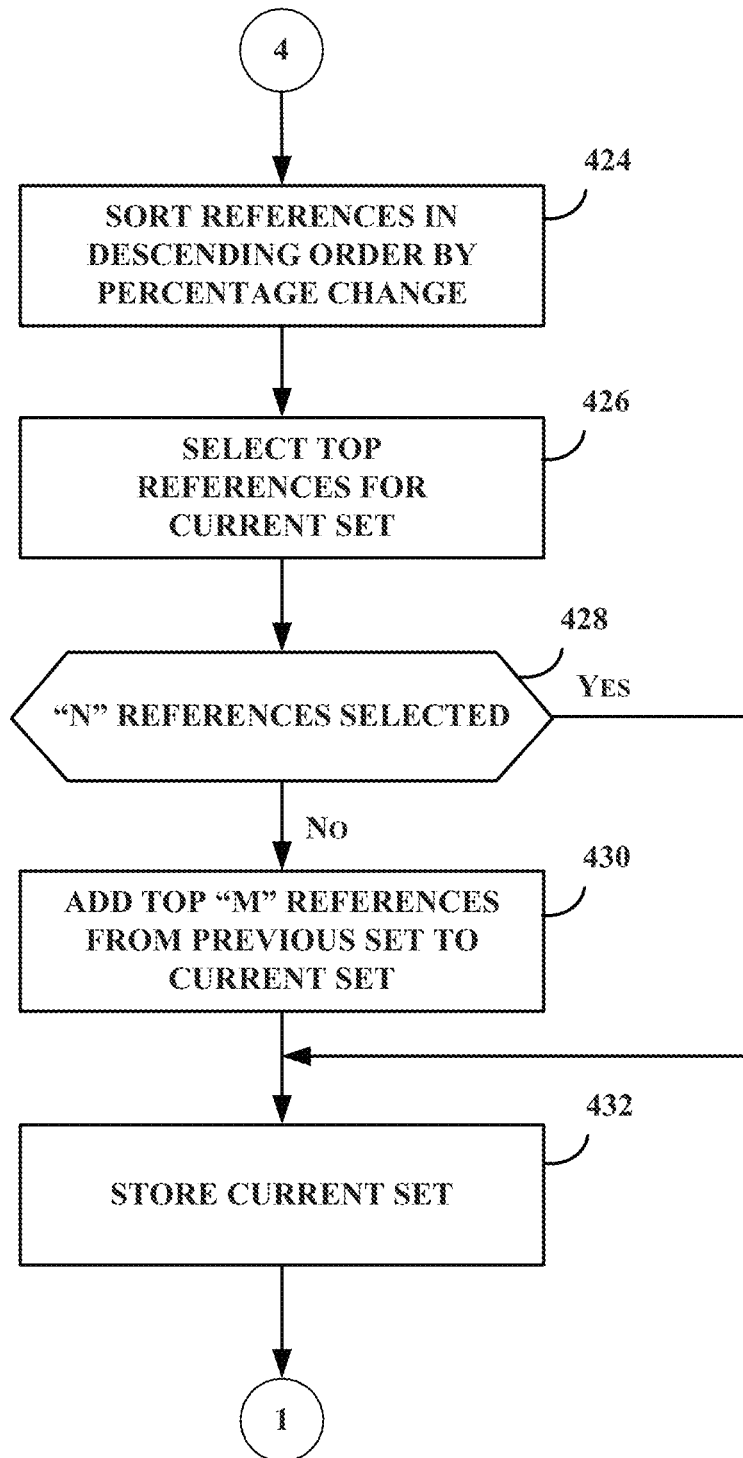 4
424
SORT REFERENCES IN
DESCENDING ORDER BY
PERCENTAGE CHANGE
426
SELECT TOP
REFERENCES FOR
CURRENT SET
428
“N” REFERENCES SELECTED
YES
NO
430
ADD TOP “M” REFERENCES
FROM PREVIOUS SET TO
CURRENT SET
432
STORE CURRENT SET
1